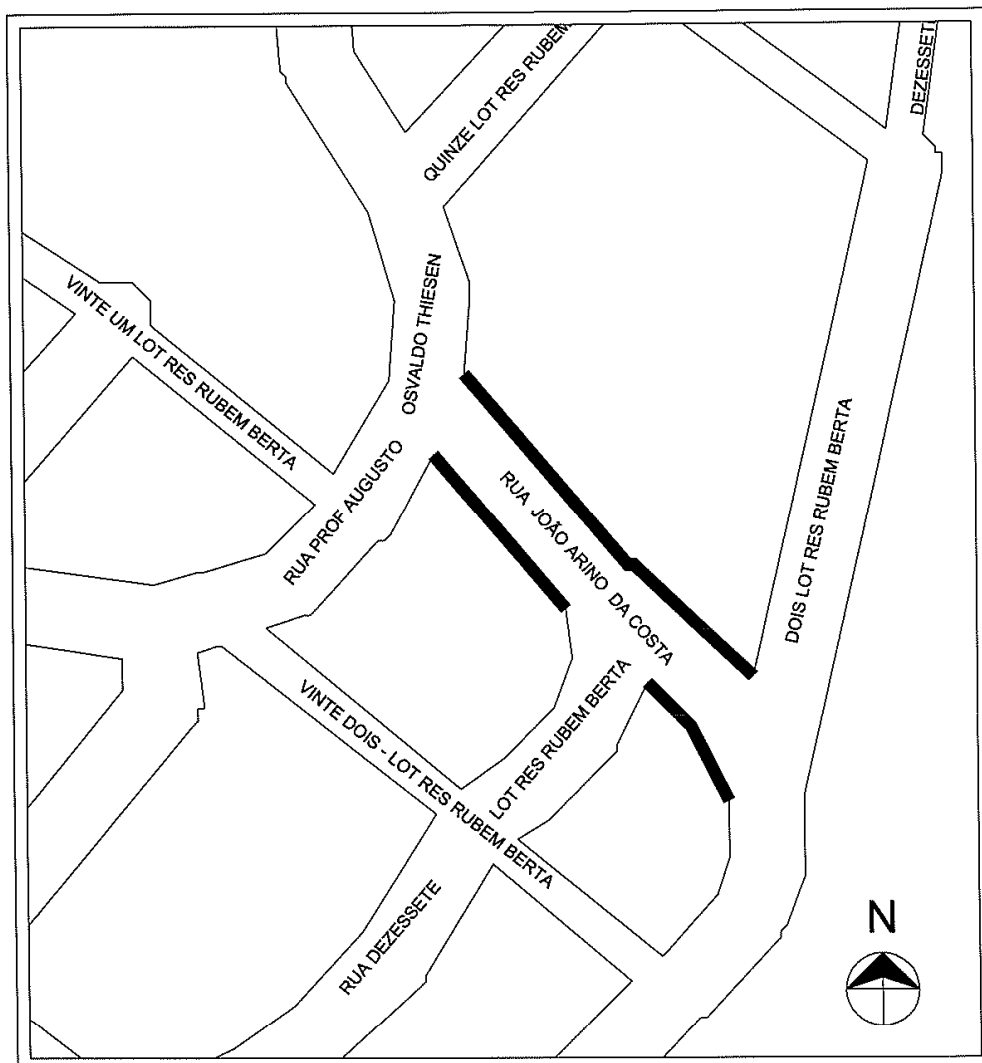 DEZESSET
QUINZE LOT RES RUBEM
VINTE UM LOT RES RUBEM BERTA
OSVALDO THIESEN
RUA PROF AUGUSTO
RUA JOÃO ARINO DA COSTA
DOIS LOT RES RUBEM BERTA
LOT RES RUBEM BERTA
VINTE DOIS - LOT RES RUBEM BERTA
RUA DEZESSETE
N